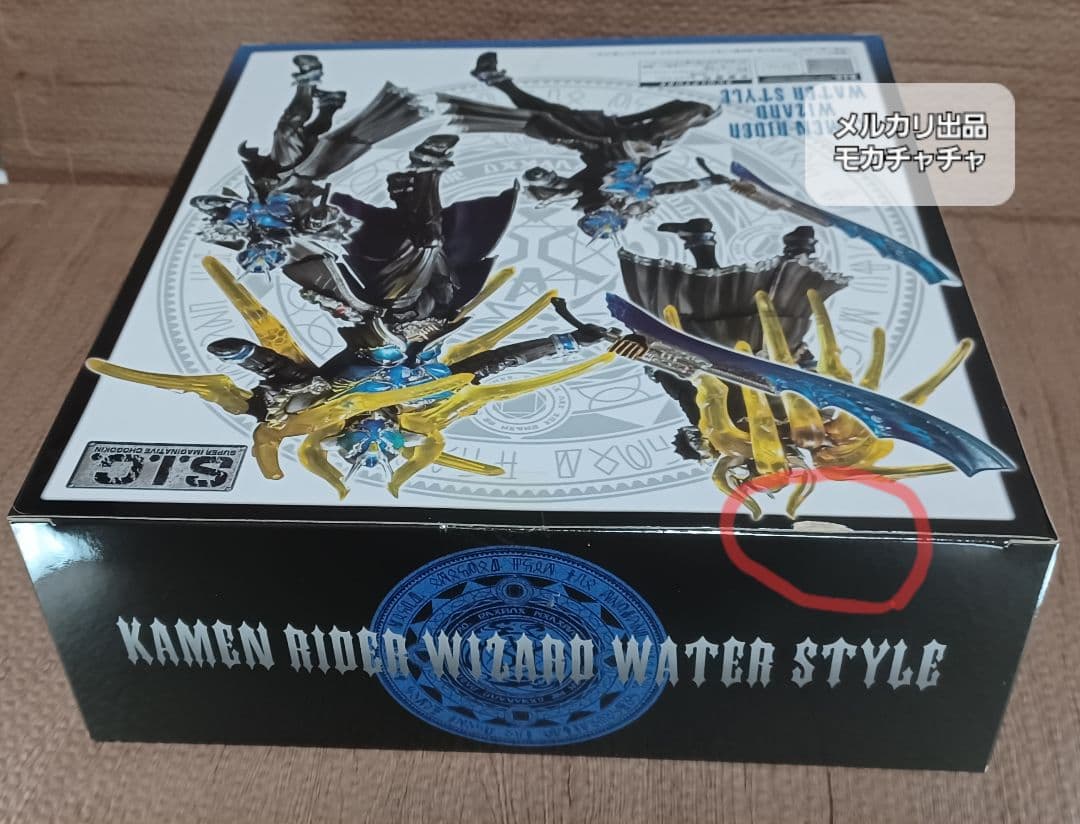 KAMEN RIDER
WIZARD
WATER STYLE
メルカリ出品
モカチャチャ
S.I.C
SUPER IMAGINATIVE CHOGOKIN
KAMEN RIDER WIZARD WATER STYLE